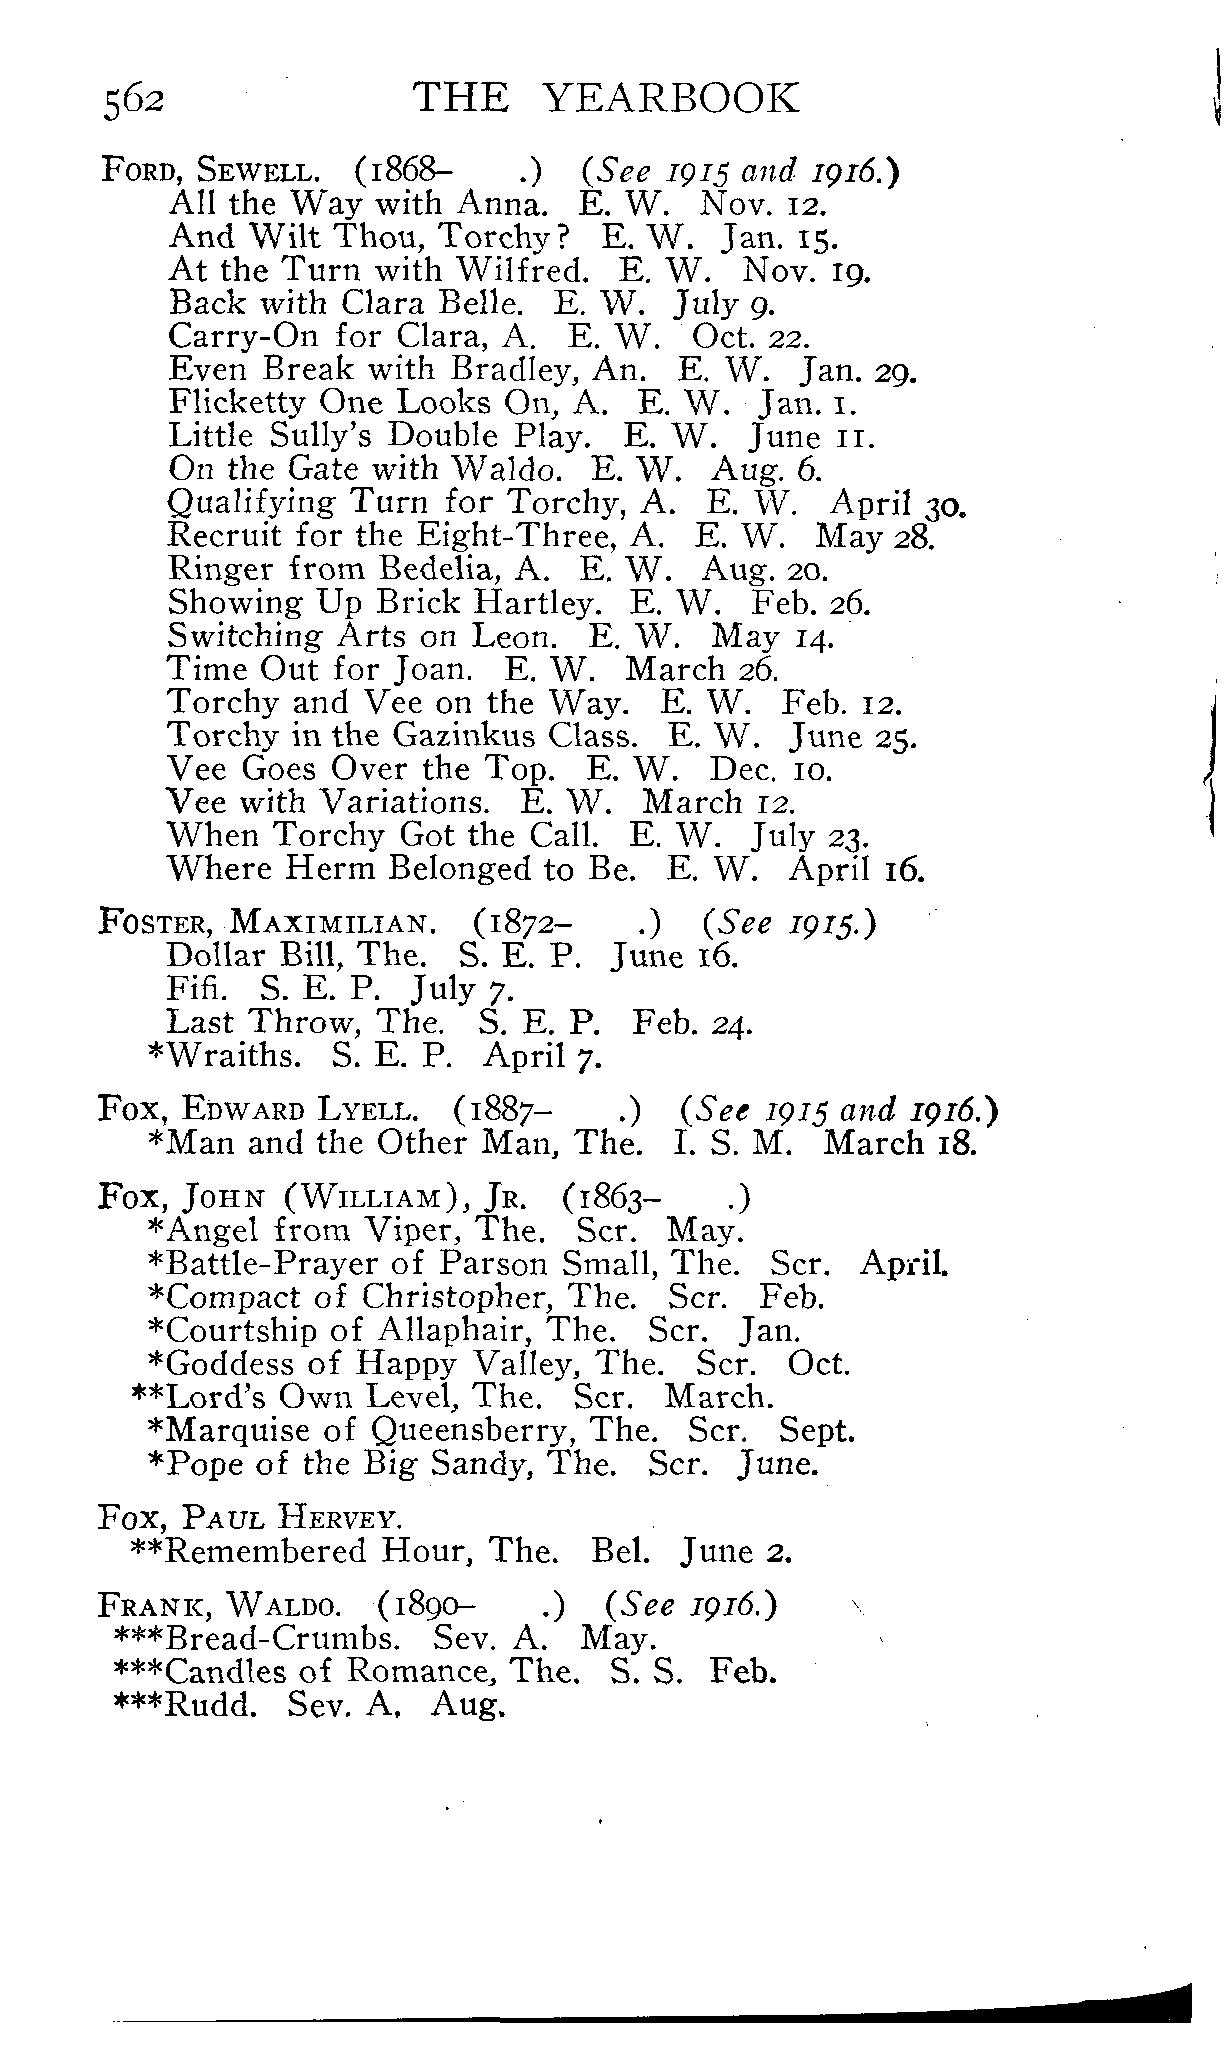 562 THE YEARBOOK
FORD, SEWELL. (1868– .) (See 1915 and 1916.)
All the Way with Anna. E. W. Nov. 12.
And Wilt Thou, Torchy? E. W. Jan. 15.
At the Turn with Wilfred. E. W. Nov. 19.
Back with Clara Belle. E. W. July 9.
Carry-On for Clara, A. E. W. Oct. 22.
Even Break with Bradley, An. E. W. Jan. 29.
Flicketty One Looks On, A. E. W. Jan. 1.
Little Sully's Double Play. E. W. June 11.
On the Gate with Waldo. E. W. Aug. 6.
Qualifying Turn for Torchy, A. E. W. April 30.
Recruit for the Eight-Three, A. E. W. May 28.
Ringer from Bedelia, A. E. W. Aug. 20.
Showing Up Brick Hartley. E. W. Feb. 26.
Switching Arts on Leon. E. W. May 14.
Time Out for Joan. E. W. March 26.
Torchy and Vee on the Way. E. W. Feb. 12.
Torchy in the Gazinkus Class. E. W. June 25.
Vee Goes Over the Top. E. W. Dec. 10.
Vee with Variations. E. W. March 12.
When Torchy Got the Call. E. W. July 23.
Where Herm Belonged to Be. E. W. April 16.
FOSTER, MAXIMILIAN. (1872– .) (See 1915.)
Dollar Bill, The. S. E. P. June 16.
Fifi. S. E. P. July 7.
Last Throw, The. S. E. P. Feb. 24.
*Wraiths. S. E. P. April 7.
FOX, EDWARD LYELL. (1887– .) (See 1915 and 1916.)
*Man and the Other Man, The. I. S. M. March 18.
FOX, JOHN (WILLIAM), JR. (1863– .)
*Angel from Viper, The. Scr. May.
*Battle-Prayer of Parson Small, The. Scr. April.
*Compact of Christopher, The. Scr. Feb.
*Courtship of Allaphair, The. Scr. Jan.
*Goddess of Happy Valley, The. Scr. Oct.
**Lord's Own Level, The. Scr. March.
*Marquise of Queensberry, The. Scr. Sept.
*Pope of the Big Sandy, The. Scr. June.
FOX, PAUL HERVEY.
**Remembered Hour, The. Bel. June 2.
FRANK, WALDO. (1890– .) (See 1916.)
***Bread-Crumbs. Sev. A. May.
***Candles of Romance, The. S. S. Feb.
***Rudd. Sev. A. Aug.